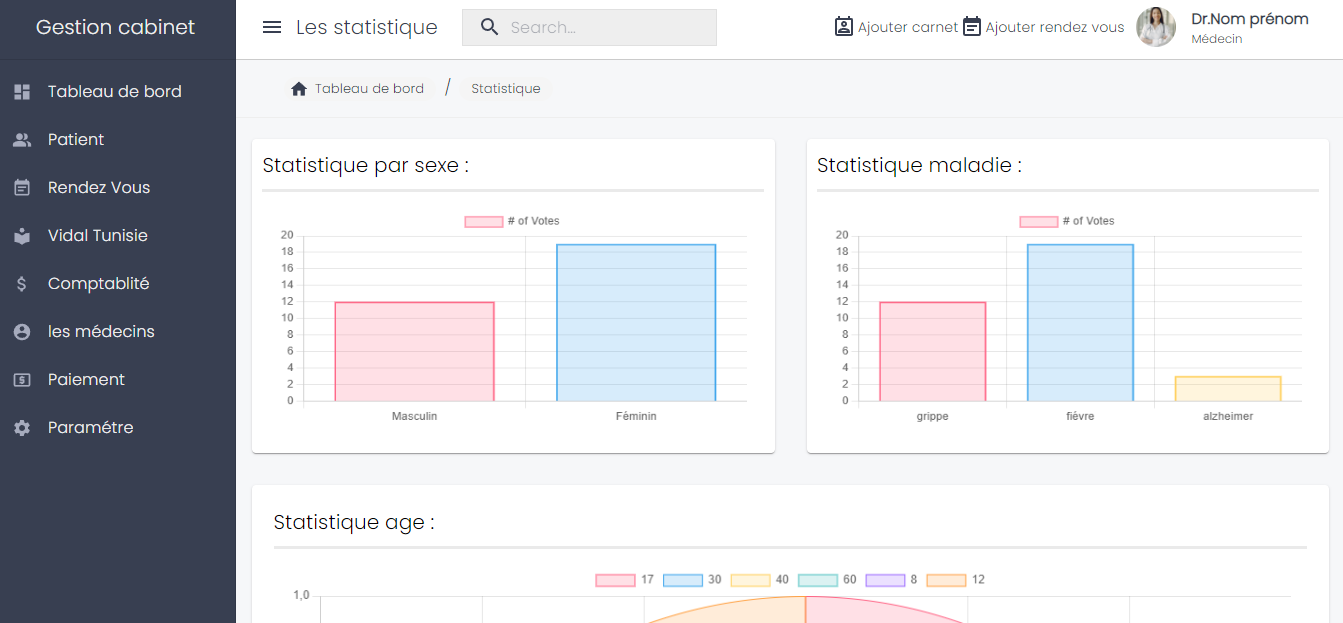 Gestion cabinet
Les statistique
Search...
Ajouter carnet
Ajouter rendez vous
Dr.Nom prénom
Médecin
Tableau de bord
Patient
Rendez Vous
Vidal Tunisie
Comptablité
les médecins
Paiement
Paramétre
Tableau de bord / Statistique
Statistique par sexe :
# of Votes
20
18
16
14
12
10
8
6
4
2
0
Masculin Féminin
Statistique maladie :
# of Votes
20
18
16
14
12
10
8
6
4
2
0
grippe fiévre alzheimer
Statistique age :
17 30 40 60 8 12
1,0